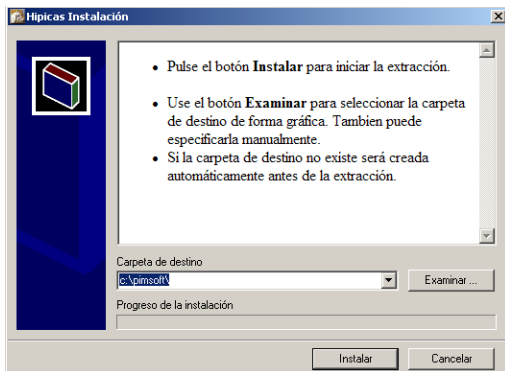 Hipicas Instalación
• Pulse el botón Instalar para iniciar la extracción.
• Use el botón Examinar para seleccionar la carpeta
de destino de forma gráfica. Tambien puede
especificarla manualmente.
• Si la carpeta de destino no existe será creada
automáticamente antes de la extracción.
Carpeta de destino
c:\pimsoft\
Examinar ...
Progreso de la instalación
Instalar
Cancelar